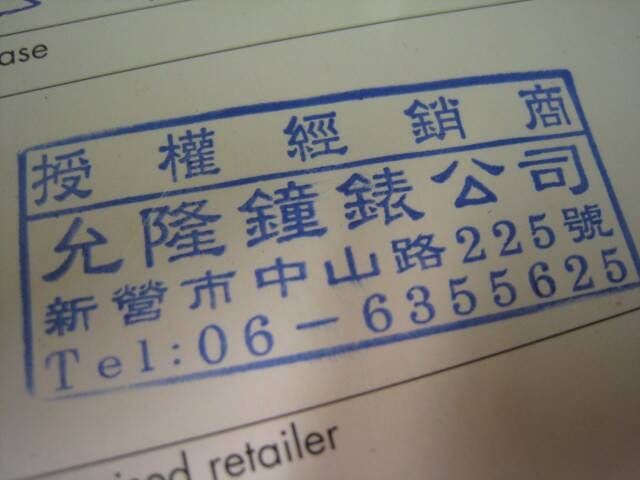 ase
授權經銷商
允隆鐘錶公司
新營市中山路225號
Tel:06-6355625
retailer